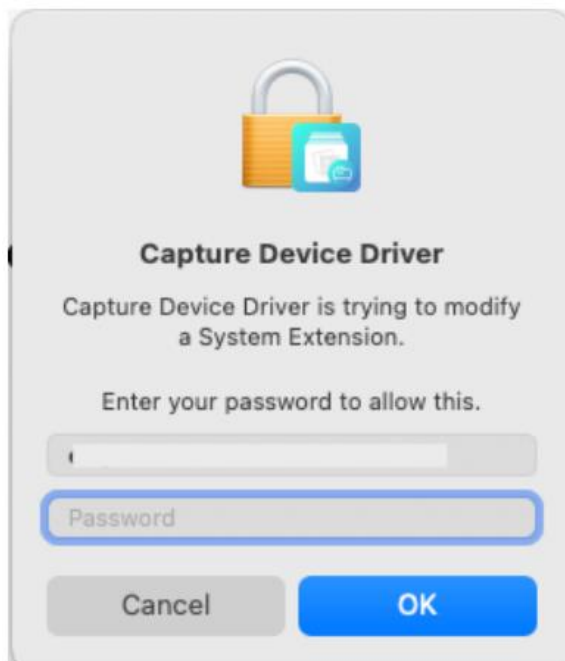 Capture Device Driver
Capture Device Driver is trying to modify
a System Extension.
Enter your password to allow this.
Password
Cancel
OK